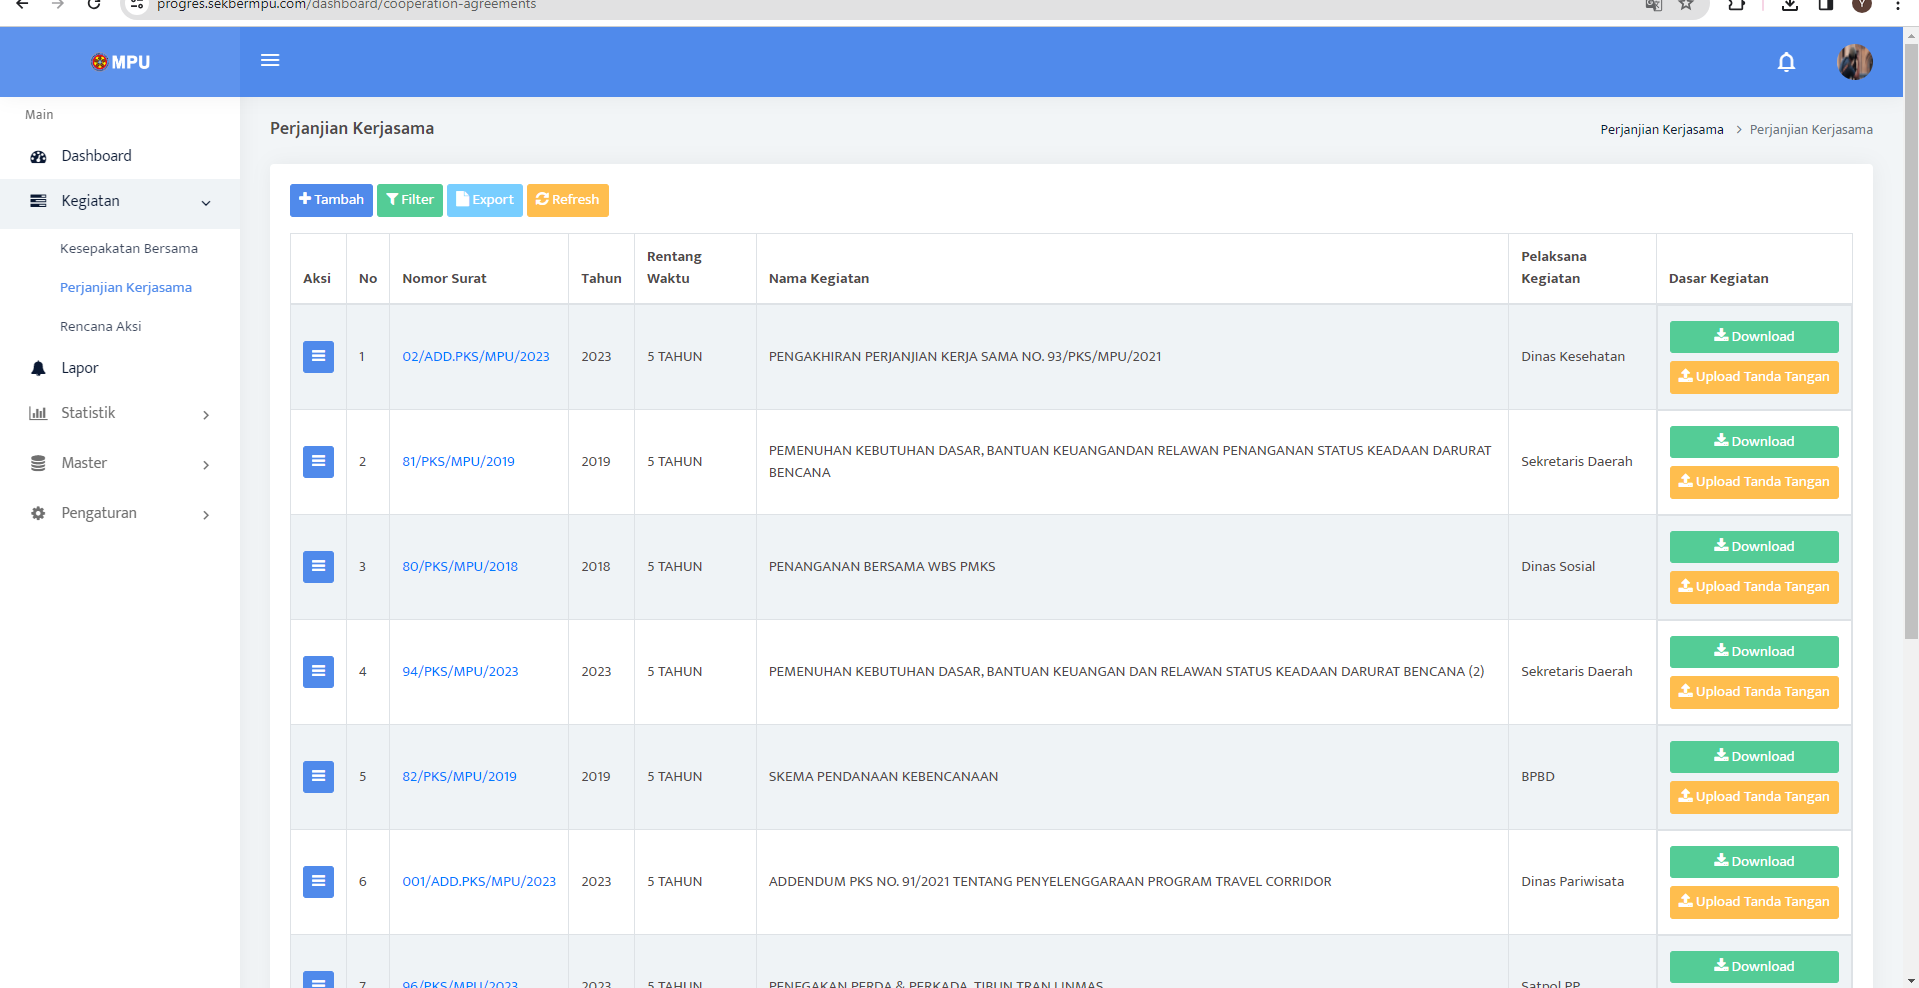 progres.sekbermpu.com/dashboard/cooperation-agreements
Y
MPU
Main
Dashboard
Kegiatan
Kesepakatan Bersama
Perjanjian Kerjasama
Rencana Aksi
Lapor
Statistik
Master
Pengaturan
Perjanjian Kerjasama
Perjanjian Kerjasama > Perjanjian Kerjasama
Tambah Filter Export Refresh
Aksi No Nomor Surat Tahun Rentang Waktu Nama Kegiatan Pelaksana Kegiatan Dasar Kegiatan
1 02/ADD.PKS/MPU/2023 2023 5 TAHUN PENGAKHIRAN PERJANJIAN KERJA SAMA NO. 93/PKS/MPU/2021 Dinas Kesehatan
Download
Upload Tanda Tangan
2 81/PKS/MPU/2019 2019 5 TAHUN PEMENUHAN KEBUTUHAN DASAR, BANTUAN KEUANGANDAN RELAWAN PENANGANAN STATUS KEADAAN DARURAT
BENCANA Sekretaris Daerah
Download
Upload Tanda Tangan
3 80/PKS/MPU/2018 2018 5 TAHUN PENANGANAN BERSAMA WBS PMKS Dinas Sosial
Download
Upload Tanda Tangan
4 94/PKS/MPU/2023 2023 5 TAHUN PEMENUHAN KEBUTUHAN DASAR, BANTUAN KEUANGAN DAN RELAWAN STATUS KEADAAN DARURAT BENCANA (2) Sekretaris Daerah
Download
Upload Tanda Tangan
5 82/PKS/MPU/2019 2019 5 TAHUN SKEMA PENDANAAN KEBENCANAAN BPBD
Download
Upload Tanda Tangan
6 001/ADD.PKS/MPU/2023 2023 5 TAHUN ADDENDUM PKS NO. 91/2021 TENTANG PENYELENGGARAAN PROGRAM TRAVEL CORRIDOR Dinas Pariwisata
Download
Upload Tanda Tangan
7 96/PKS/MPU/2023 2023 5 TAHUN PENEGAKAN PERDA & PERKADA, TIBUN TRAN LINMAS Satpol PP
Download